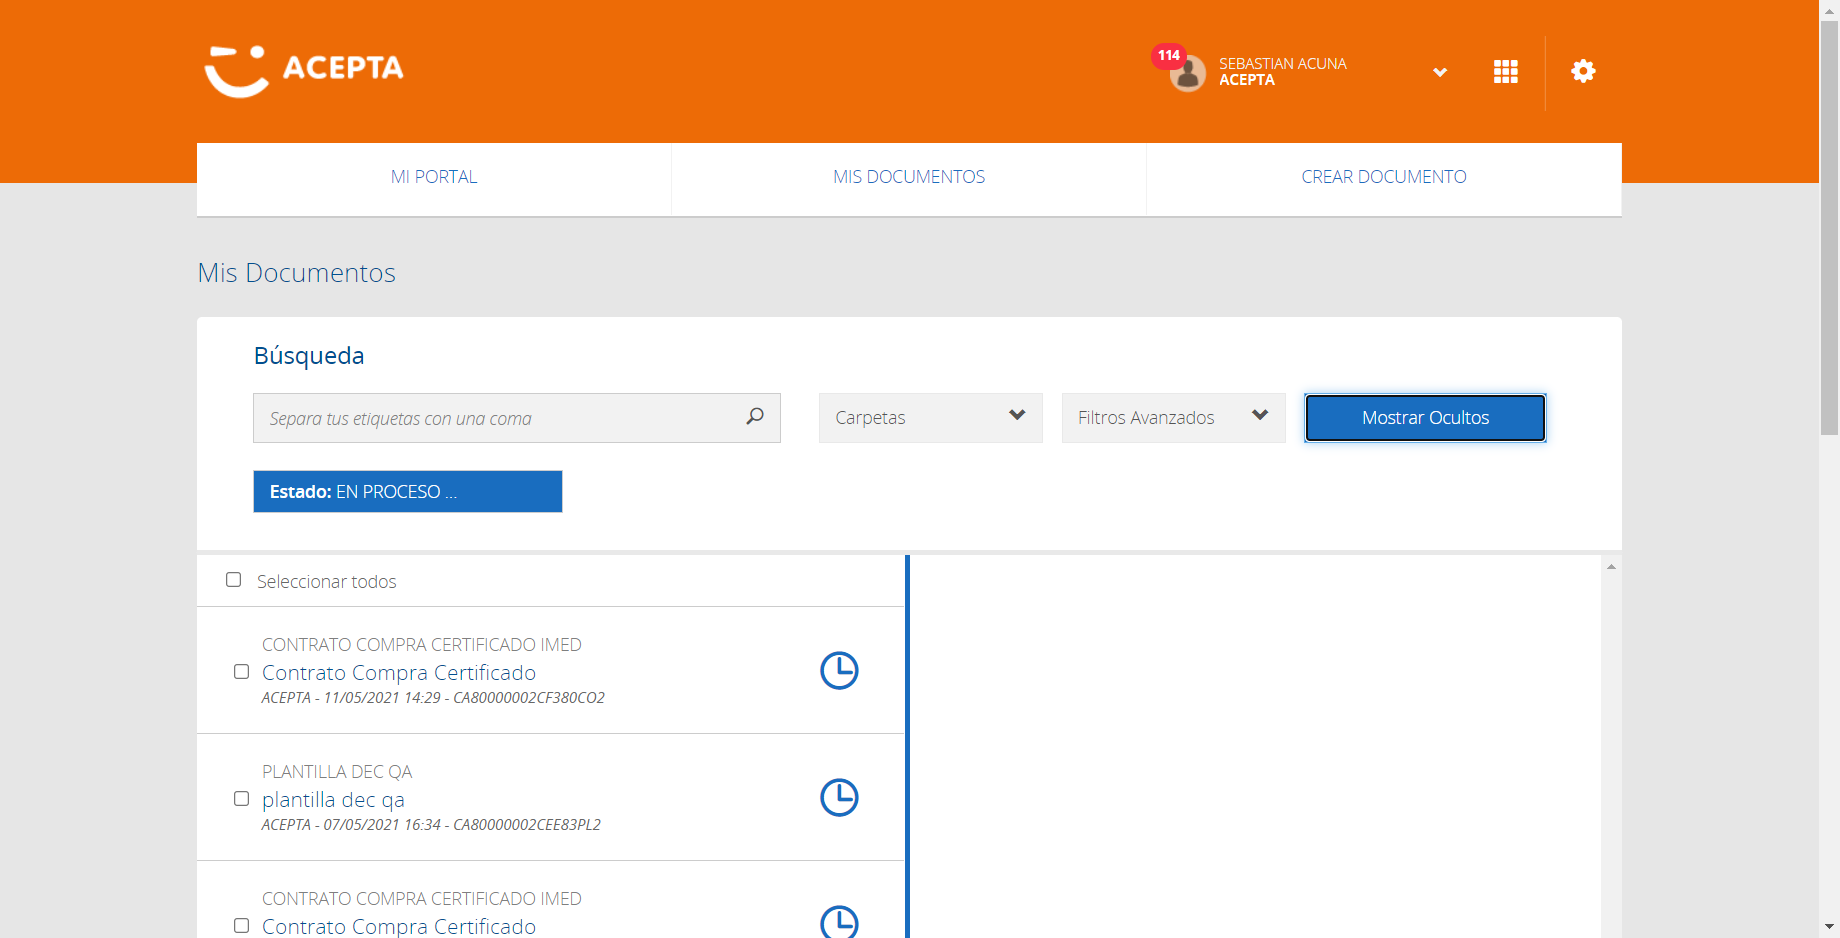 ACEPTA
114
SEBASTIAN ACUNA
ACEPTA
MI PORTAL
MIS DOCUMENTOS
CREAR DOCUMENTO
Mis Documentos
Búsqueda
Separa tus etiquetas con una coma
Carpetas
Filtros Avanzados
Mostrar Ocultos
Estado: EN PROCESO ...
Seleccionar todos
CONTRATO COMPRA CERTIFICADO IMED
Contrato Compra Certificado
ACEPTA - 11/05/2021 14:29 - CA80000002CF380CO2
PLANTILLA DEC QA
plantilla dec qa
ACEPTA - 07/05/2021 16:34 - CA80000002CEE83PL2
CONTRATO COMPRA CERTIFICADO IMED
Contrato Compra Certificado